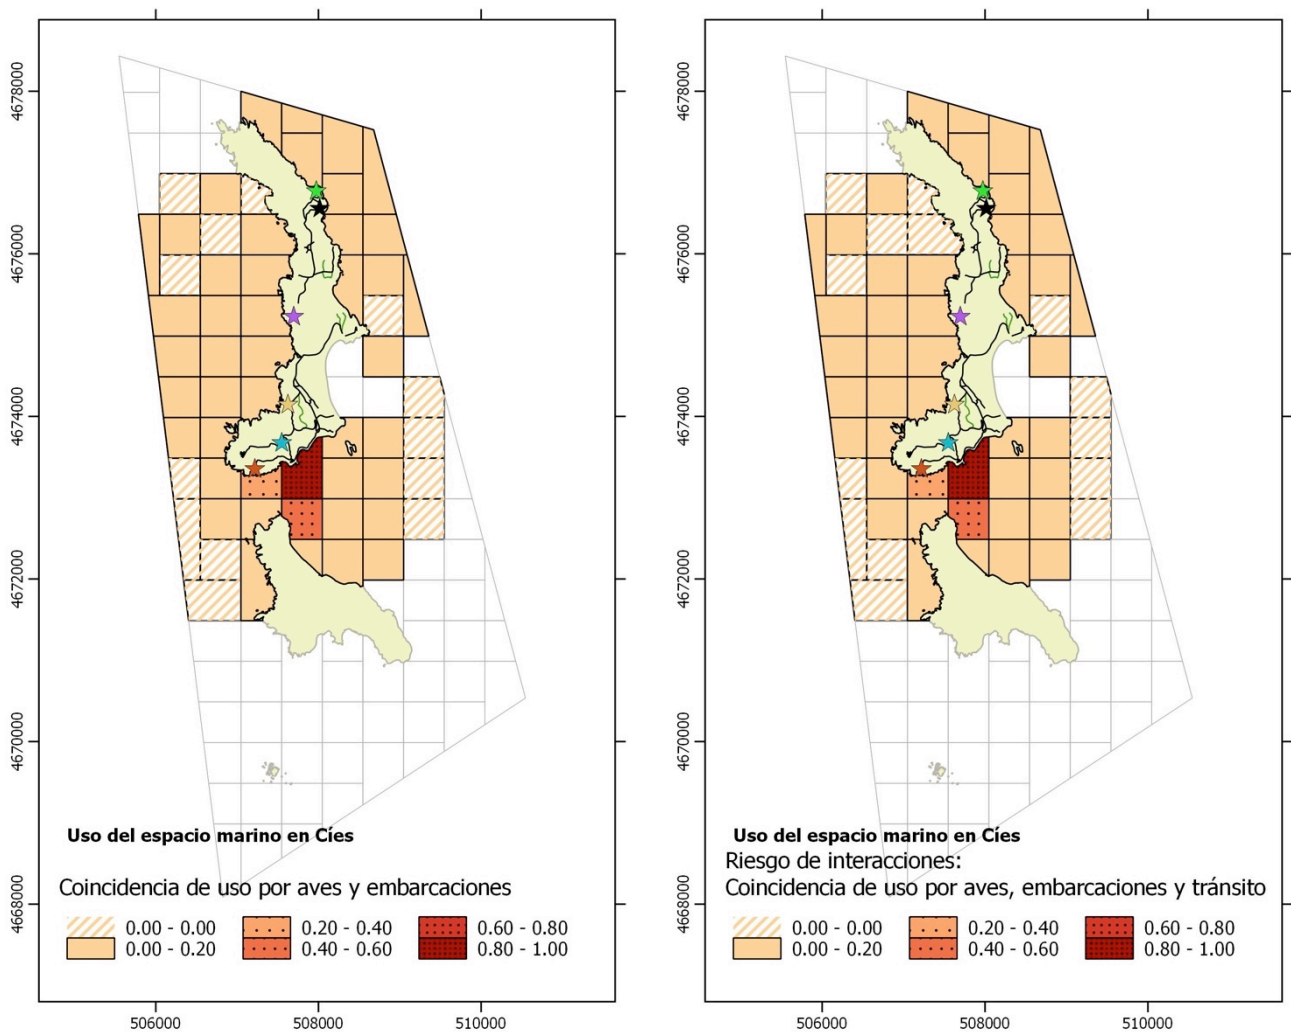 4678000
4676000
4674000
4672000
4670000
4668000
Uso del espacio marino en Cíes
Coincidencia de uso por aves y embarcaciones
0.00 - 0.00 0.20 - 0.40 0.60 - 0.80
0.00 - 0.20 0.40 - 0.60 0.80 - 1.00
506000 508000 510000
4678000
4676000
4674000
4672000
4670000
4668000
Uso del espacio marino en Cíes
Riesgo de interacciones:
Coincidencia de uso por aves, embarcaciones y tránsito
0.00 - 0.00 0.20 - 0.40 0.60 - 0.80
0.00 - 0.20 0.40 - 0.60 0.80 - 1.00
506000 508000 510000